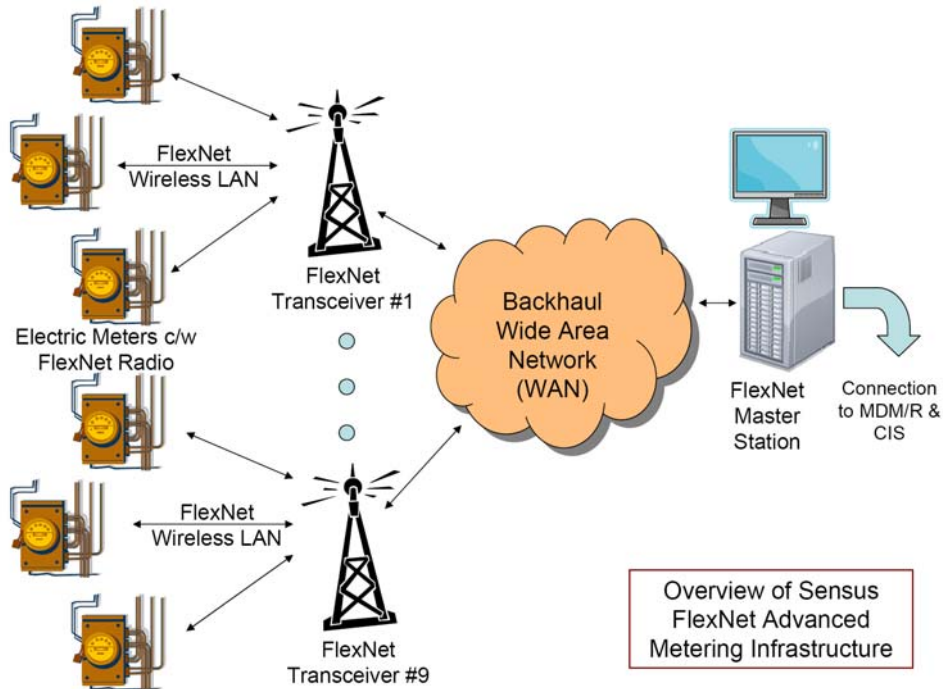 FlexNet
Wireless LAN
Electric Meters c/w
FlexNet Radio
FlexNet
Wireless LAN
FlexNet
Transceiver #1
FlexNet
Transceiver #9
Backhaul
Wide Area
Network
(WAN)
FlexNet
Master
Station
Connection
to MDM/R &
CIS
Overview of Sensus
FlexNet Advanced
Metering Infrastructure